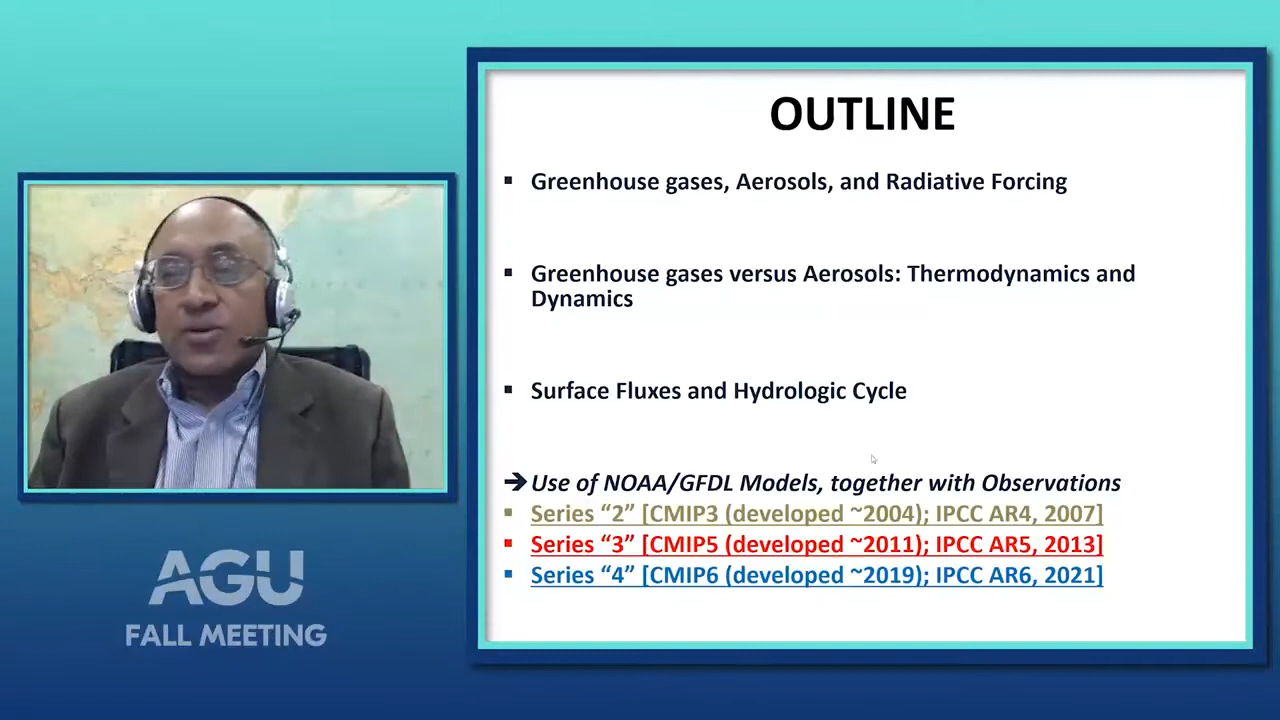 OUTLINE
▪ Greenhouse gases, Aerosols, and Radiative Forcing
▪ Greenhouse gases versus Aerosols: Thermodynamics and
Dynamics
▪ Surface Fluxes and Hydrologic Cycle
➔ Use of NOAA/GFDL Models, together with Observations
▪ Series “2” [CMIP3 (developed ~2004); IPCC AR4, 2007]
▪ Series “3” [CMIP5 (developed ~2011); IPCC AR5, 2013]
▪ Series “4” [CMIP6 (developed ~2019); IPCC AR6, 2021]
AGU
FALL MEETING